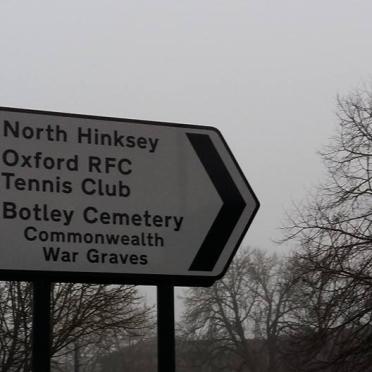 North Hinksey
Oxford RFC
Tennis Club
Botley Cemetery
Commonwealth
War Graves